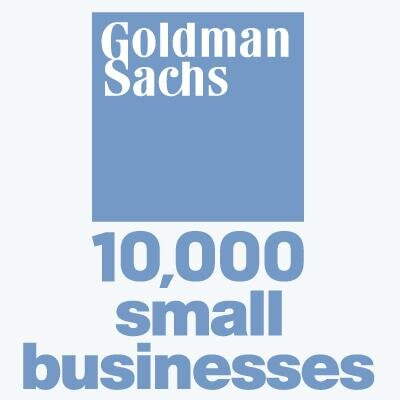 Goldman
Sachs
10,000
small
businesses